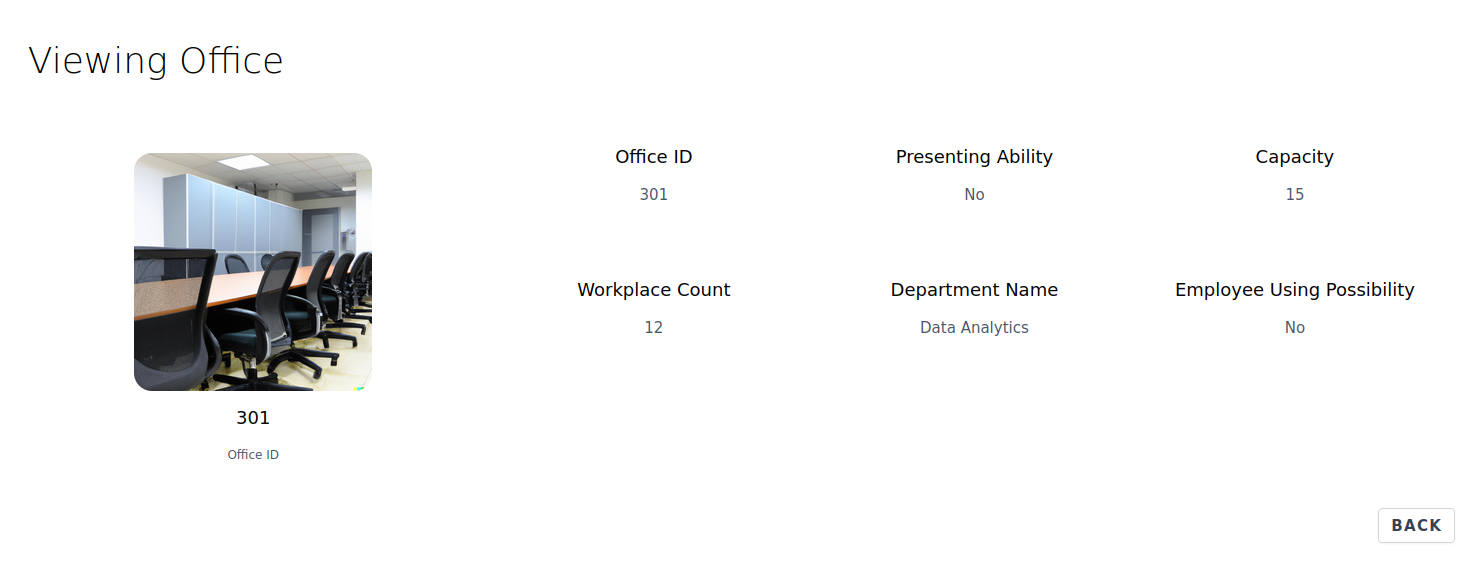 Viewing Office
Office ID
301
Presenting Ability
No
Capacity
15
Workplace Count
12
Department Name
Data Analytics
Employee Using Possibility
No
301
Office ID
BACK